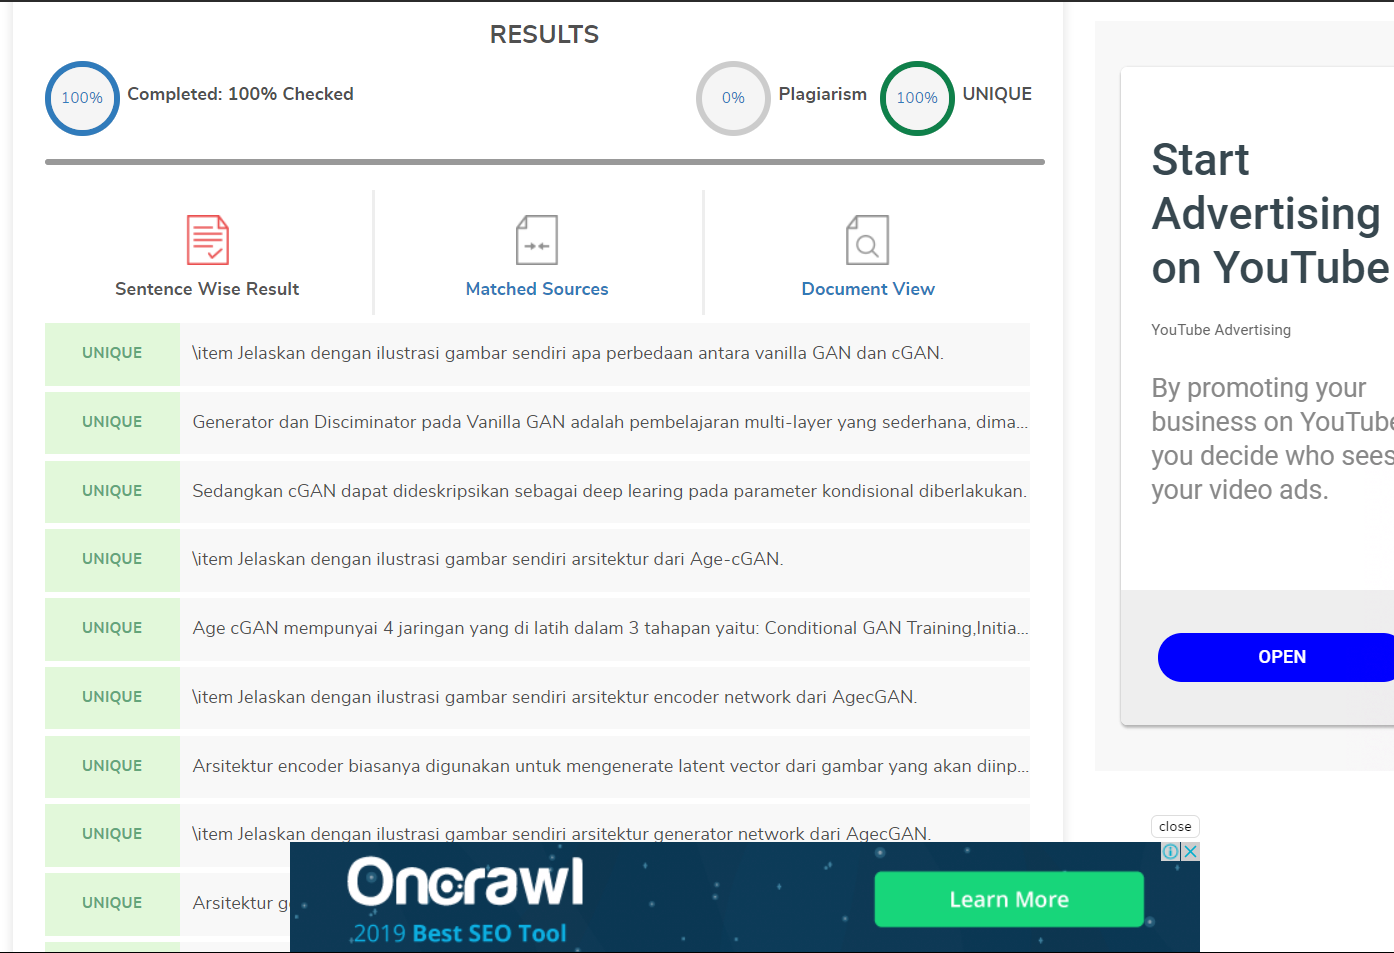 RESULTS
100% Completed: 100% Checked
0% Plagiarism 100% UNIQUE
Sentence Wise Result
Matched Sources
Document View
UNIQUE \item Jelaskan dengan ilustrasi gambar sendiri apa perbedaan antara vanilla GAN dan cGAN.
UNIQUE Generator dan Disciminator pada Vanilla GAN adalah pembelajaran multi-layer yang sederhana, dima...
UNIQUE Sedangkan cGAN dapat dideskripsikan sebagai deep learing pada parameter kondisional diberlakukan.
UNIQUE \item Jelaskan dengan ilustrasi gambar sendiri arsitektur dari Age-cGAN.
UNIQUE Age cGAN mempunyai 4 jaringan yang di latih dalam 3 tahapan yaitu: Conditional GAN Training,Initia...
UNIQUE \item Jelaskan dengan ilustrasi gambar sendiri arsitektur encoder network dari AgecGAN.
UNIQUE Arsitektur encoder biasanya digunakan untuk mengenerate latent vector dari gambar yang akan diinp...
UNIQUE \item Jelaskan dengan ilustrasi gambar sendiri arsitektur generator network dari AgecGAN.
UNIQUE Arsitektur
Start
Advertising
on YouTube
YouTube Advertising
By promoting your
business on YouTube
you decide who sees
your video ads.
OPEN
close
Oncrawl
2019 Best SEO Tool
Learn More